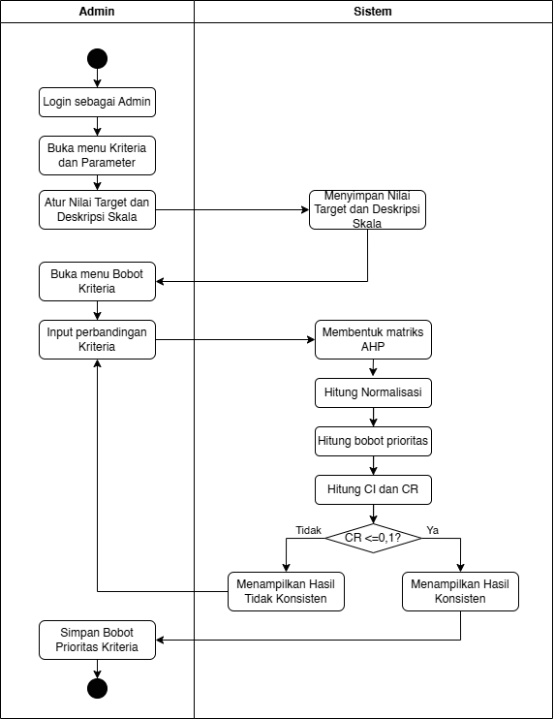 Admin
Sistem
Login sebagai Admin
Buka menu Kriteria
dan Parameter
Atur Nilai Target dan
Deskripsi Skala
Menyimpan Nilai
Target dan Deskripsi
Skala
Buka menu Bobot
Kriteria
Input perbandingan
Kriteria
Membentuk matriks
AHP
Hitung Normalisasi
Hitung bobot prioritas
Hitung CI dan CR
Tidak
CR <=0,1?
Ya
Menampilkan Hasil
Tidak Konsisten
Menampilkan Hasil
Konsisten
Simpan Bobot
Prioritas Kriteria